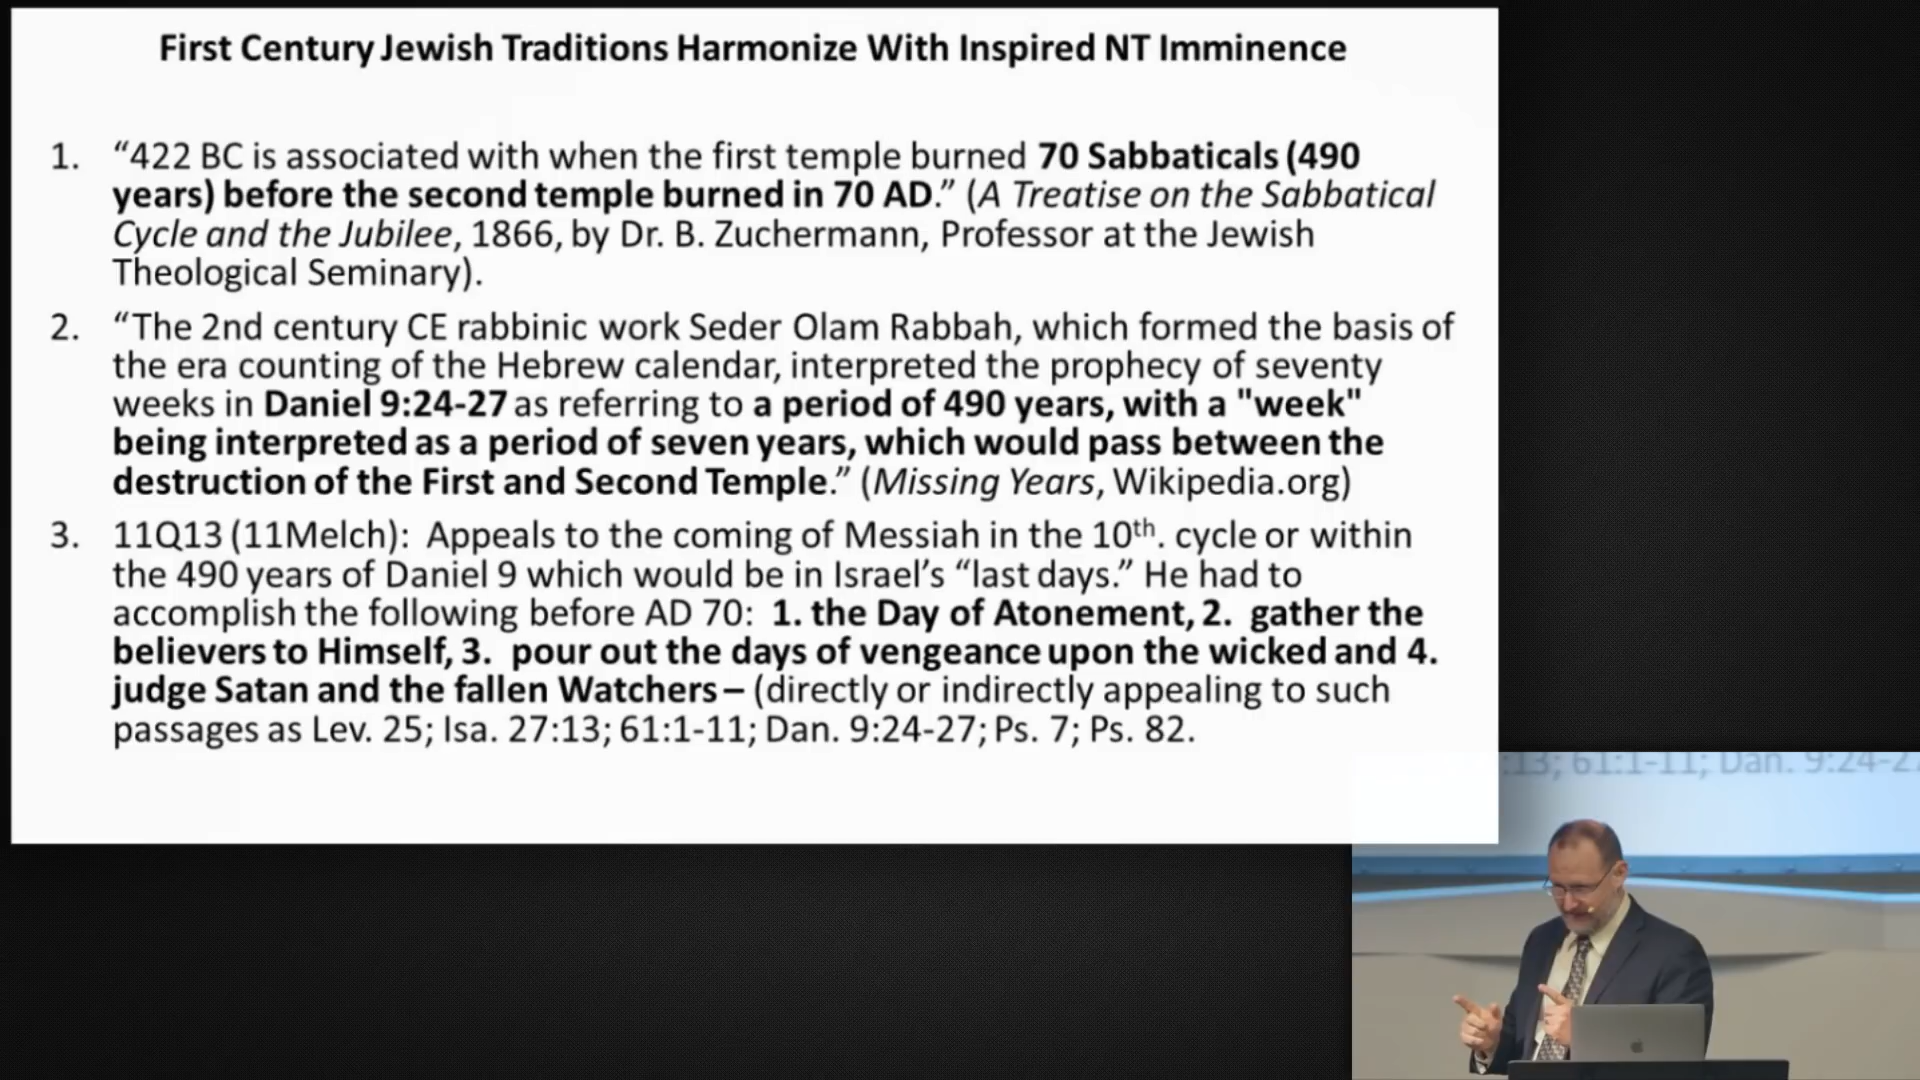 First Century Jewish Traditions Harmonize With Inspired NT Imminence
1. “422 BC is associated with when the first temple burned 70 Sabbaticals (490
years) before the second temple burned in 70 AD.” (A Treatise on the Sabbatical
Cycle and the Jubilee, 1866, by Dr. B. Zuchermann, Professor at the Jewish
Theological Seminary).
2. “The 2nd century CE rabbinic work Seder Olam Rabbah, which formed the basis of
the era counting of the Hebrew calendar, interpreted the prophecy of seventy
weeks in Daniel 9:24-27 as referring to a period of 490 years, with a "week"
being interpreted as a period of seven years, which would pass between the
destruction of the First and Second Temple.” (Missing Years, Wikipedia.org)
3. 11Q13 (11Melch): Appeals to the coming of Messiah in the 10th. cycle or within
the 490 years of Daniel 9 which would be in Israel’s “last days.” He had to
accomplish the following before AD 70: 1. the Day of Atonement, 2. gather the
believers to Himself, 3. pour out the days of vengeance upon the wicked and 4.
judge Satan and the fallen Watchers – (directly or indirectly appealing to such
passages as Lev. 25; Isa. 27:13; 61:1-11; Dan. 9:24-27; Ps. 7; Ps. 82.
:13; 61:1-11; Dan. 9:24-2